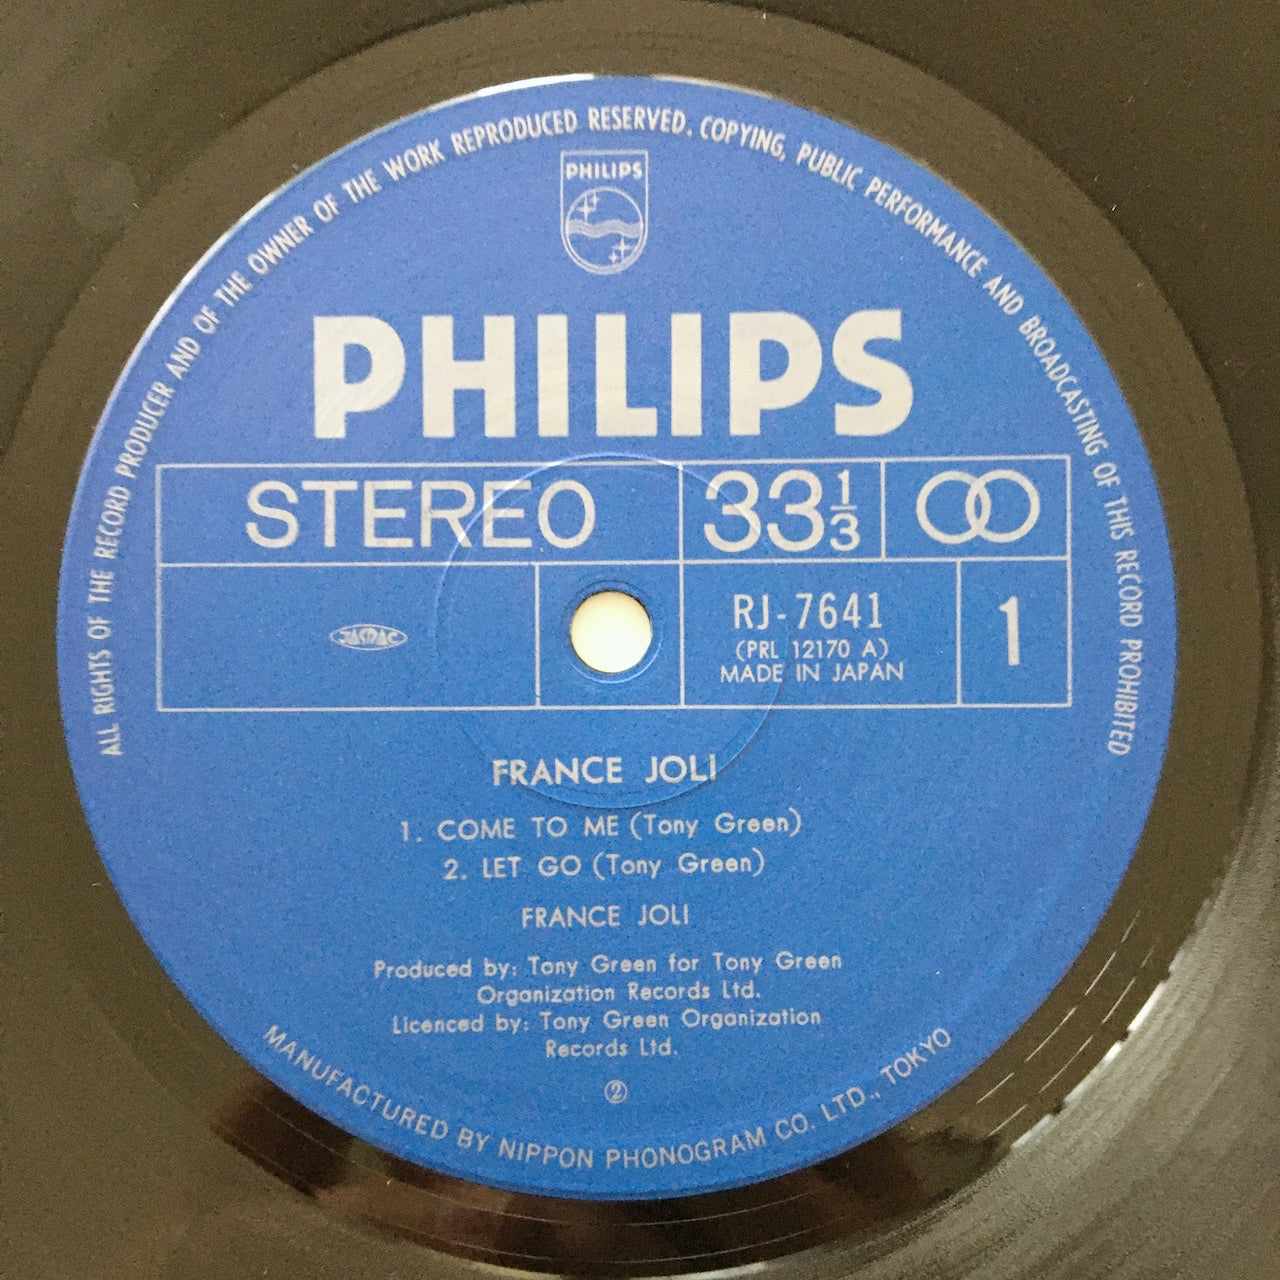 ALL RIGHTS OF THE RECORD PRODUCER AND OF THE OWNER OF THE WORK REPRODUCED RESERVED. COPYING, PUBLIC PERFORMANCE AND BROADCASTING OF THIS RECORD PROHIBITED
PHILIPS
PHILIPS
STEREO 33 1/3
JASRAC
RJ-7641
(PRL 12170 A)
MADE IN JAPAN
1
FRANCE JOLI
1. COME TO ME (Tony Green)
2. LET GO (Tony Green)
FRANCE JOLI
Produced by: Tony Green for Tony Green
Organization Records Ltd.
Licenced by: Tony Green Organization
Records Ltd.
②
MANUFACTURED BY NIPPON PHONOGRAM CO. LTD., TOKYO